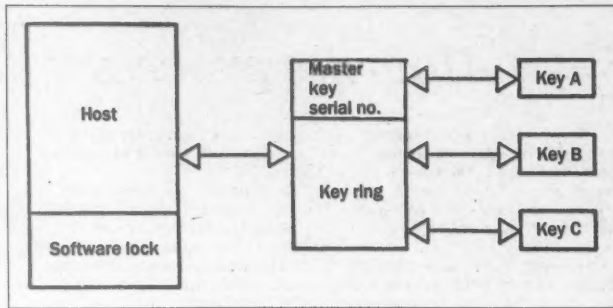 Host
Software lock
Master
key
serial no.
Key ring
Key A
Key B
Key C